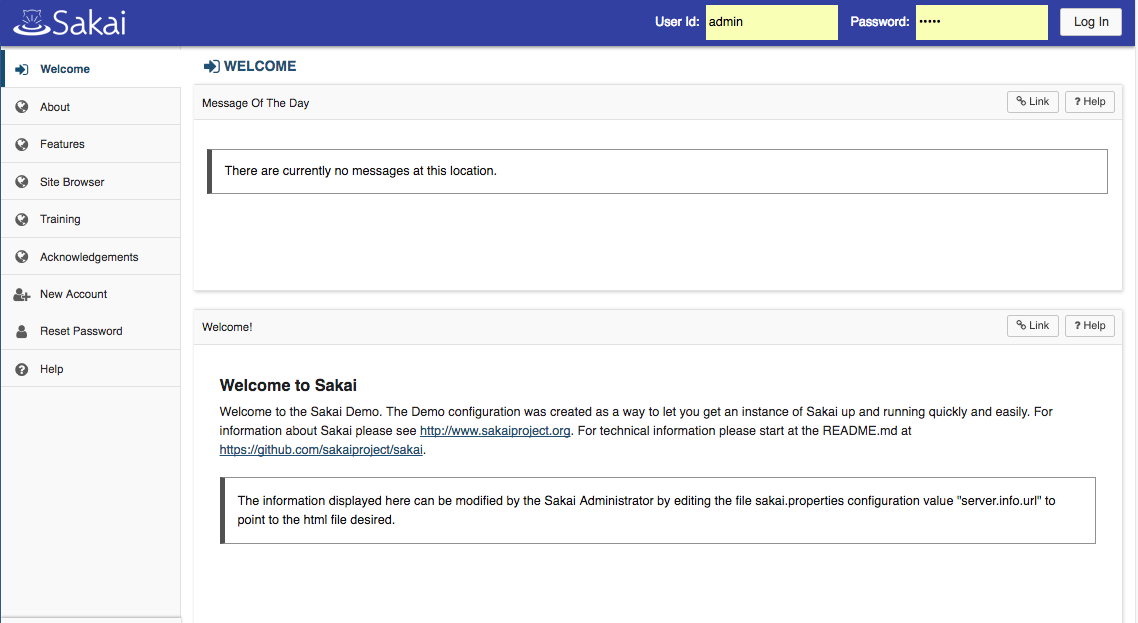 Sakai
User Id: admin Password: ••••• Log In
Welcome
About
Features
Site Browser
Training
Acknowledgements
New Account
Reset Password
Help
WELCOME
Message Of The Day Link ? Help
There are currently no messages at this location.
Welcome! Link ? Help
Welcome to Sakai
Welcome to the Sakai Demo. The Demo configuration was created as a way to let you get an instance of Sakai up and running quickly and easily. For
information about Sakai please see http://www.sakaiproject.org. For technical information please start at the README.md at
https://github.com/sakaiproject/sakai.
The information displayed here can be modified by the Sakai Administrator by editing the file sakai.properties configuration value "server.info.url" to
point to the html file desired.